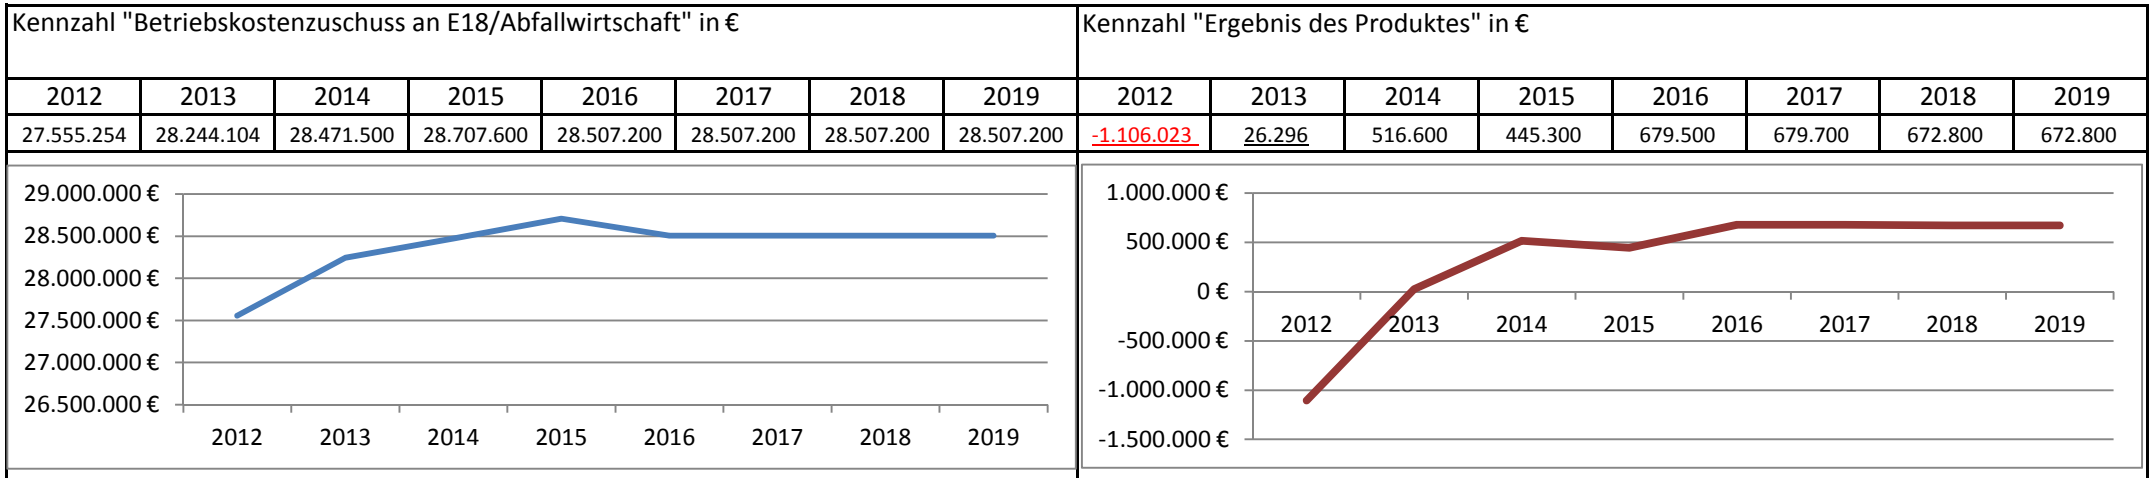 Kennzahl "Betriebskostenzuschuss an E18/Abfallwirtschaft" in €
2012 2013 2014 2015 2016 2017 2018 2019
27.555.254 28.244.104 28.471.500 28.707.600 28.507.200 28.507.200 28.507.200 28.507.200
29.000.000 €
28.500.000 €
28.000.000 €
27.500.000 €
27.000.000 €
26.500.000 €
2012 2013 2014 2015 2016 2017 2018 2019
Kennzahl "Ergebnis des Produktes" in €
2012 2013 2014 2015 2016 2017 2018 2019
-1.106.023 26.296 516.600 445.300 679.500 679.700 672.800 672.800
1.000.000 €
500.000 €
0 €
2012 2013 2014 2015 2016 2017 2018 2019
-500.000 €
-1.000.000 €
-1.500.000 €